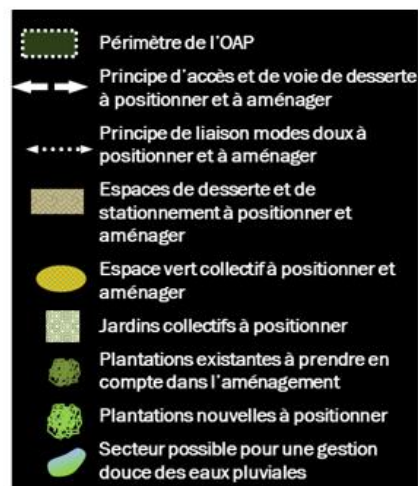 Périmètre de l'OAP
Principe d'accès et de voie de desserte
à positionner et à aménager
Principe de liaison modes doux à
positionner et à aménager
Espaces de desserte et de
stationnement à positionner et
aménager
Espace vert collectif à positionner et
aménager
Jardins collectifs à positionner
Plantations existantes à prendre en
compte dans l'aménagement
Plantations nouvelles à positionner
Secteur possible pour une gestion
douce des eaux pluviales